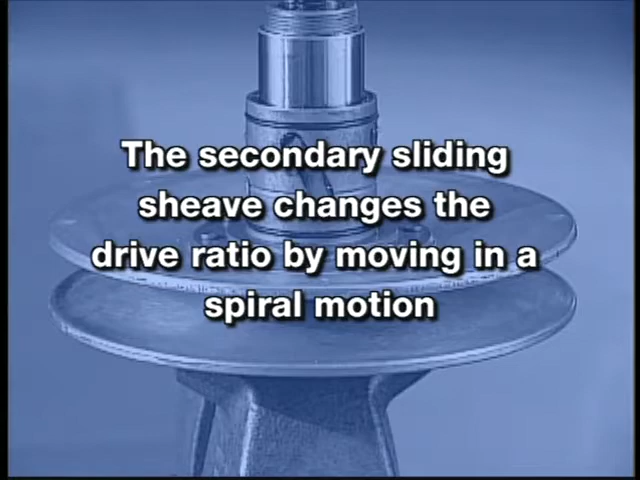 The secondary sliding
sheave changes the
drive ratio by moving in a
spiral motion